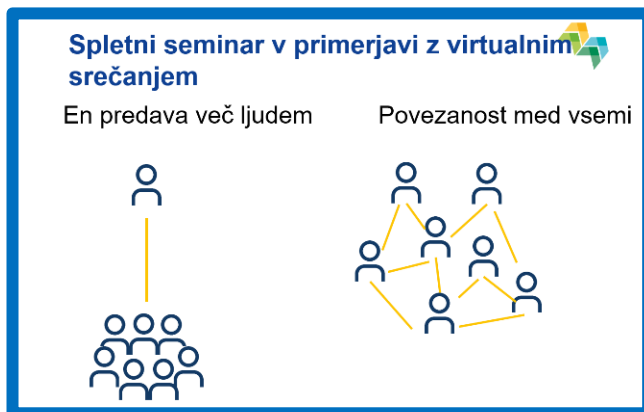 Spletni seminar v primerjavi z virtualnim
srečanjem
En predava več ljudem
Povezanost med vsemi